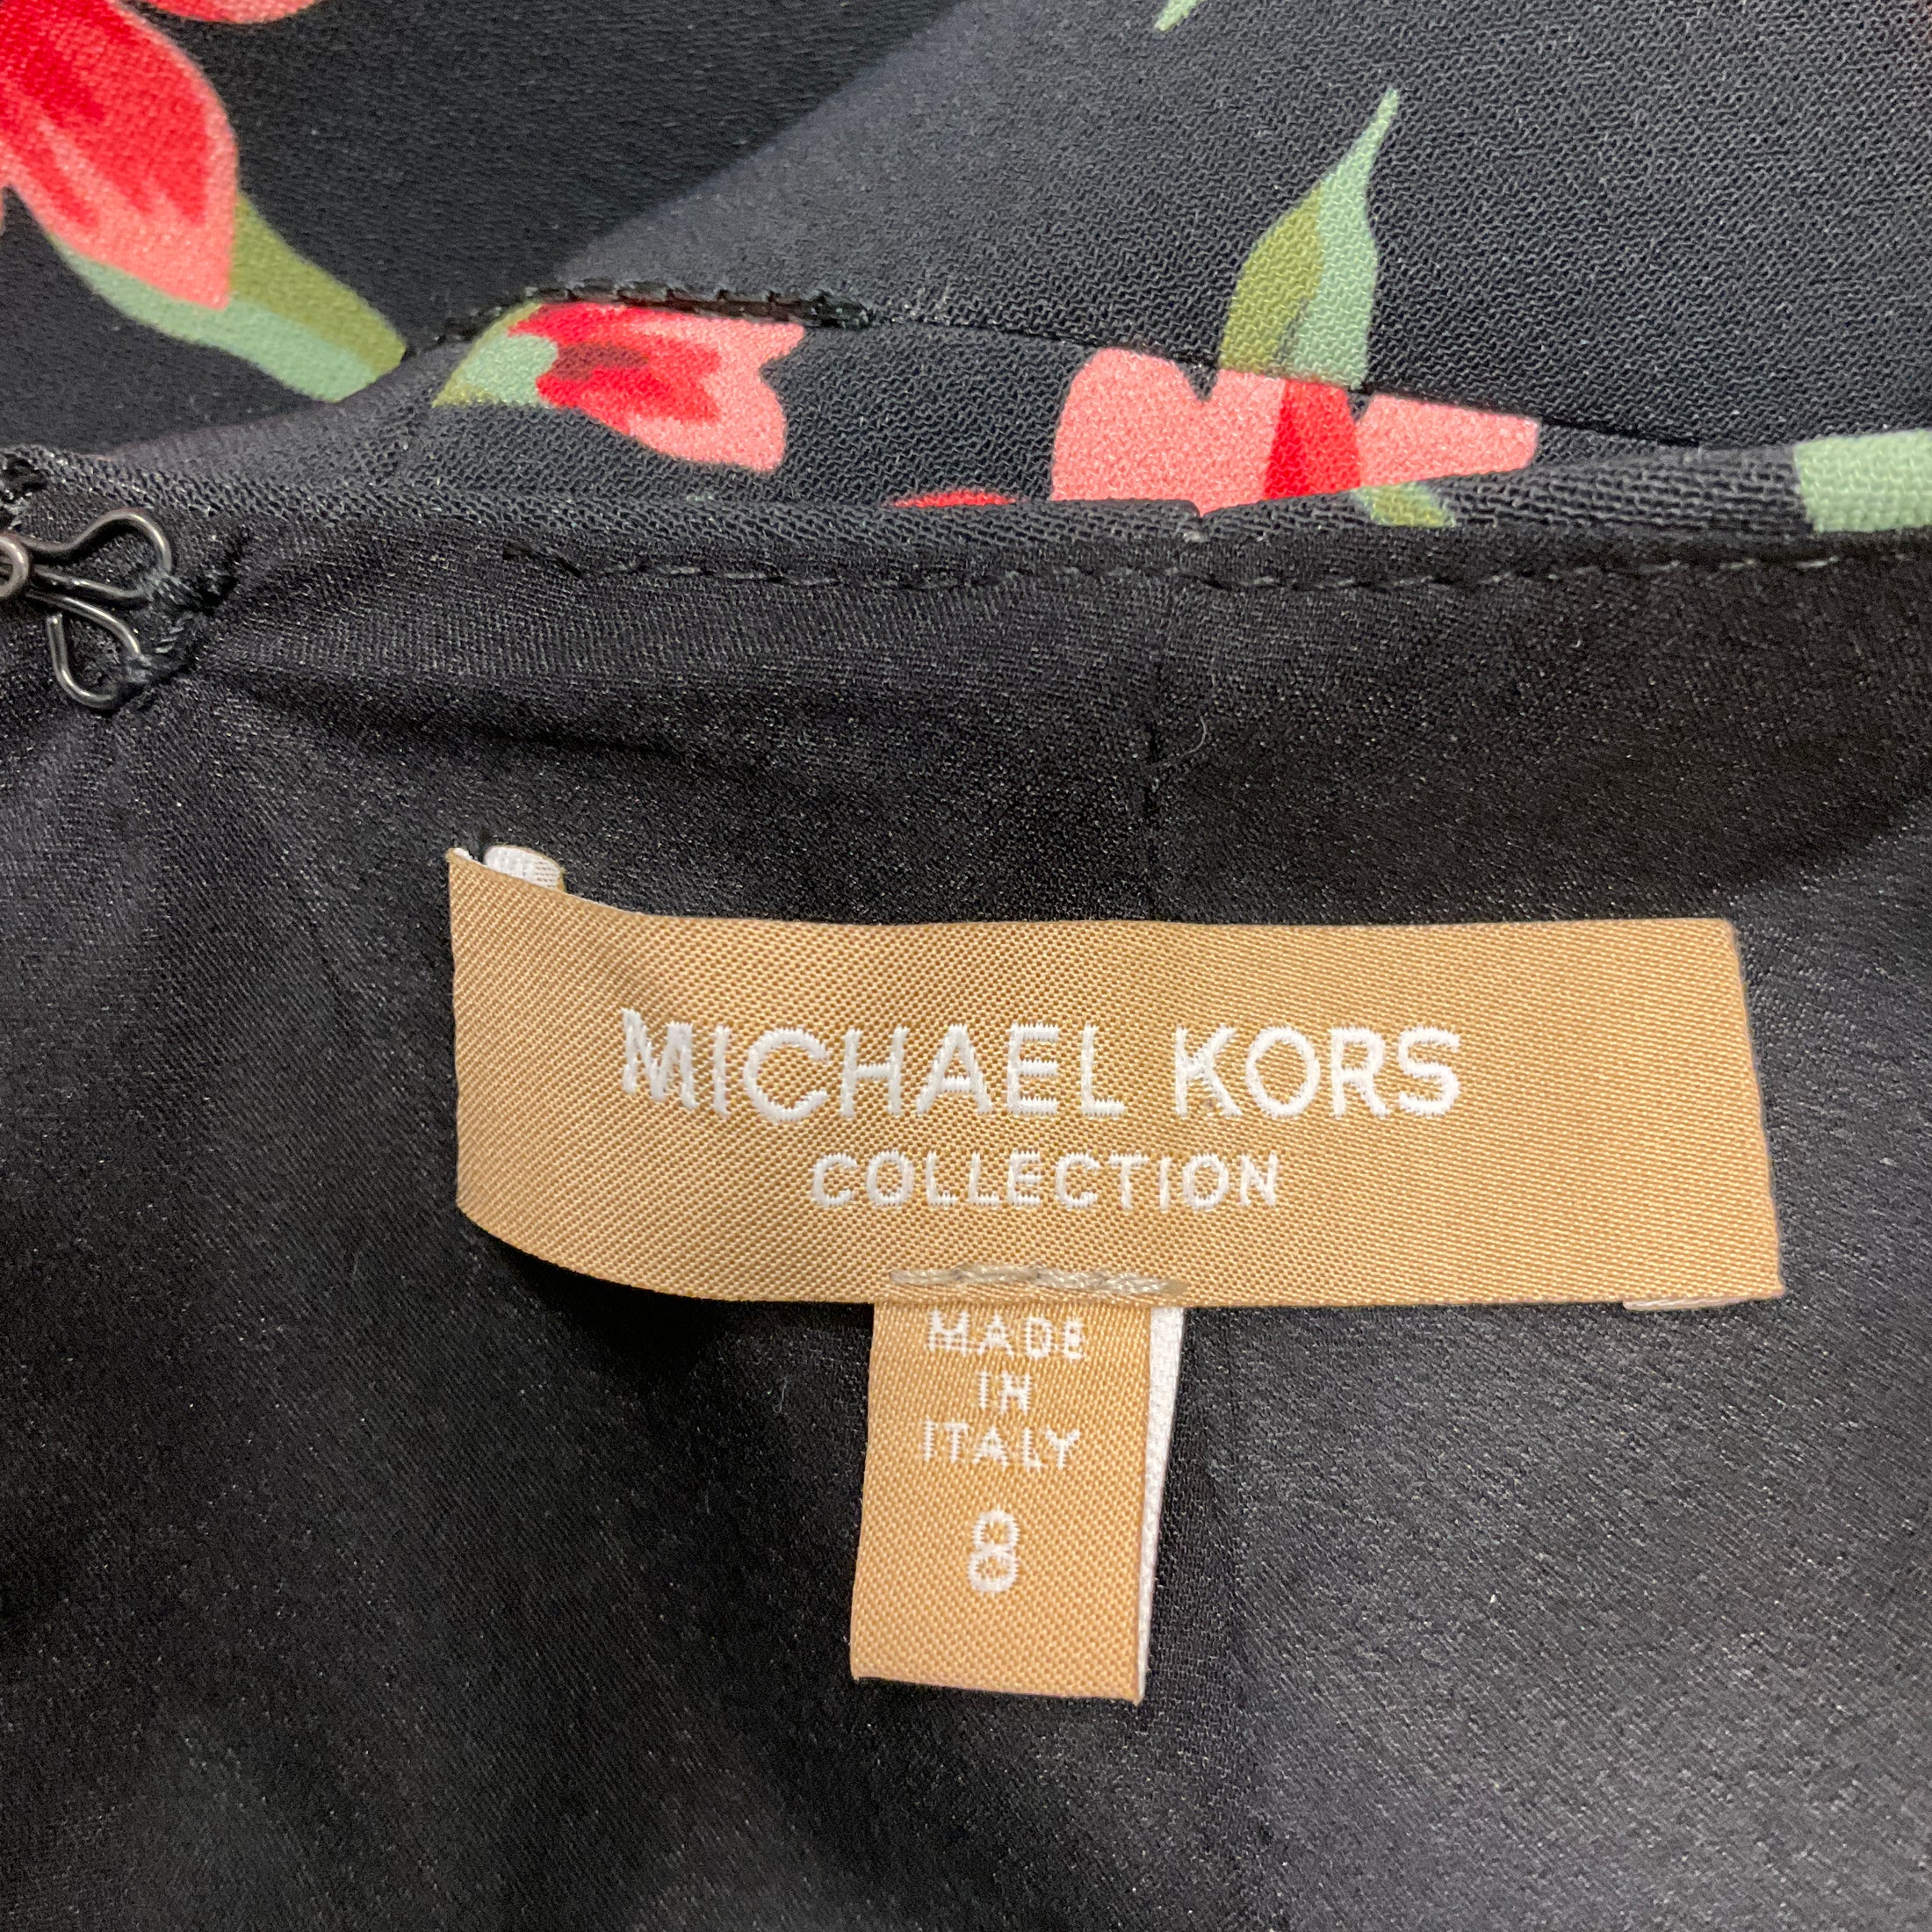 MICHAEL KORS
COLLECTION
MADE
IN
ITALY
8